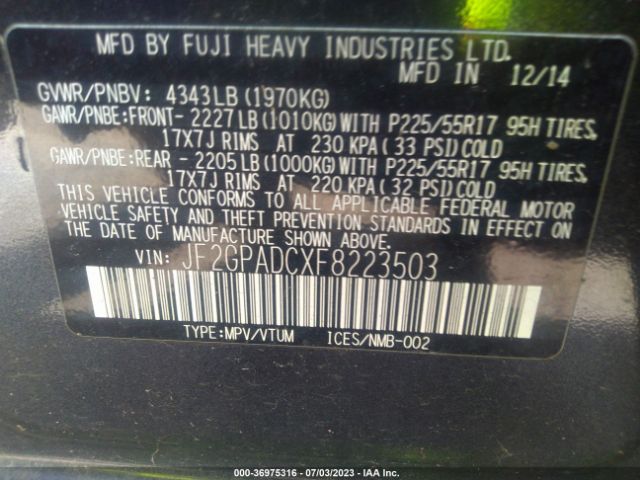 MFD BY FUJI HEAVY INDUSTRIES LTD.
MFD IN 12/14
GVWR/PNBV: 4343LB (1970KG)
GAWR/PNBE:FRONT- 2227 LB (1010KG) WITH P225/55R17 95H TIRES,
17X7J RIMS AT 230 KPA ( 33 PSI) COLD
GAWR/PNBE:REAR - 2205 LB (1000KG) WITH P225/55R17 95H TIRES,
17X7J RIMS AT 220 KPA ( 32 PSI) COLD
THIS VEHICLE CONFORMS TO ALL APPLICABLE FEDERAL MOTOR
VEHICLE SAFETY AND THEFT PREVENTION STANDARDS IN EFFECT ON
THE DATE OF MANUFACTURE SHOWN ABOVE.
VIN: JF2GPADCXF8223503
TYPE:MPV/VTUM ICES/NMB-002
000-36975316 - 07/03/2023 - IAA Inc.